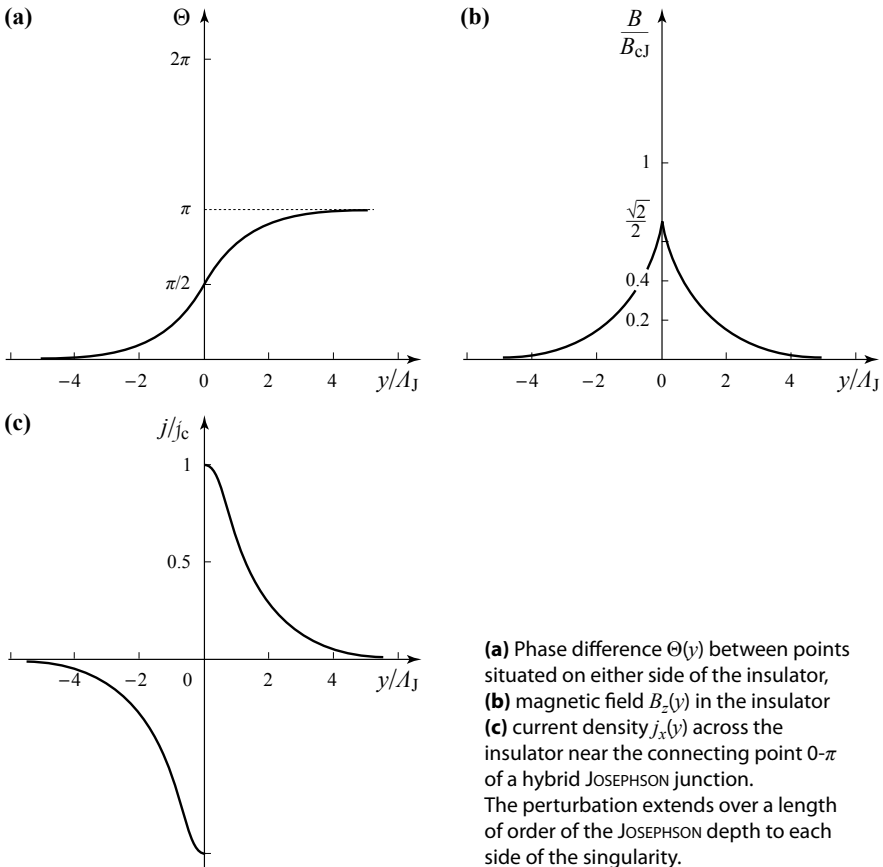 (a)
Θ
2π
π
π/2
−4 −2 0 2 4 y/Λ_J
(b)
B/B_cJ
1
√2/2
0.4
0.2
−4 −2 0 2 4 y/Λ_J
(c)
j/j_c
1
0.5
−4 −2 0 2 4 y/Λ_J
(a) Phase difference Θ(y) between points
situated on either side of the insulator,
(b) magnetic field B_z(y) in the insulator
(c) current density j_x(y) across the
insulator near the connecting point 0-π
of a hybrid JOSEPHSON junction.
The perturbation extends over a length
of order of the JOSEPHSON depth to each
side of the singularity.